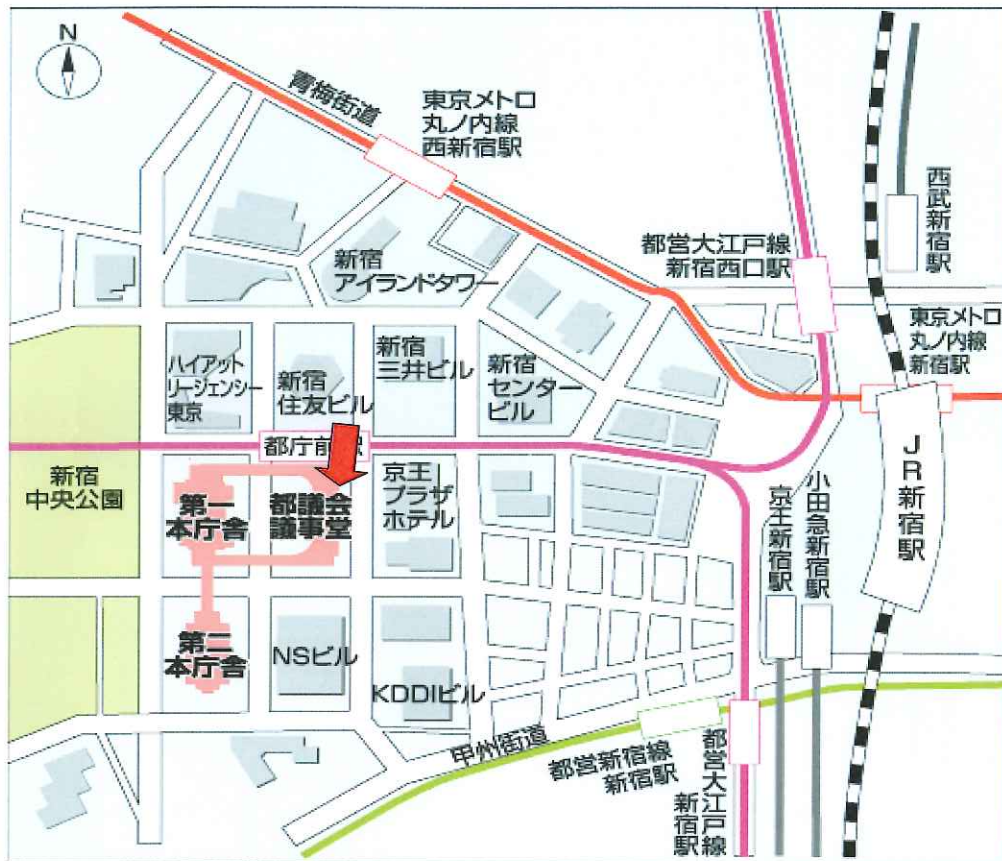 N
青梅街道
東京メトロ
丸ノ内線
西新宿駅
西武新宿駅
都営大江戸線
新宿西口駅
新宿
アイランドタワー
東京メトロ
丸ノ内線
新宿駅
ハイアット
リージェンシー
東京
新宿
住友ビル
新宿
三井ビル
新宿
センター
ビル
都庁前駅
新宿
中央公園
第一
本庁舎
都議会
議事堂
京王
プラザ
ホテル
京王新宿駅
小田急新宿駅
JR新宿駅
第二
本庁舎
NSビル
KDDIビル
甲州街道
都営新宿線
新宿駅
都営大江戸線
新宿駅